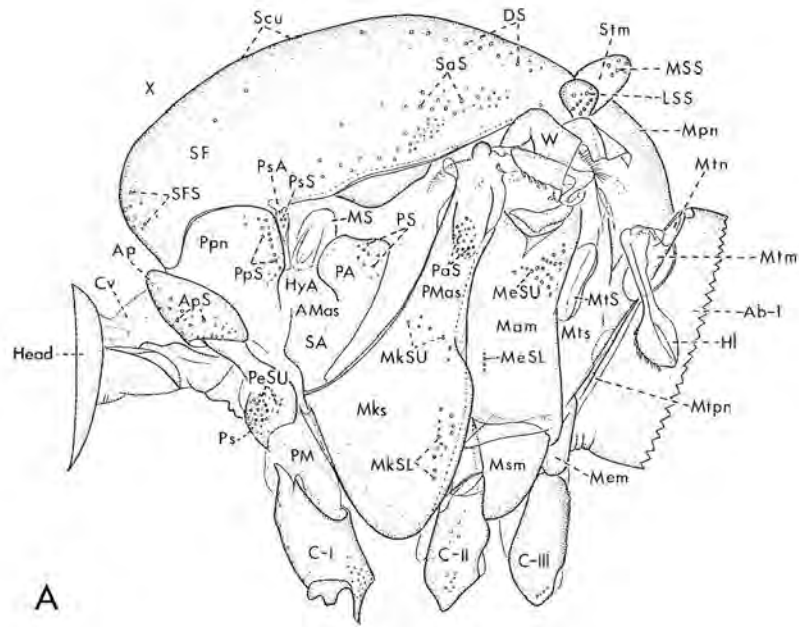 Scu
DS
Stm
X
SaS
MSS
LSS
SF
W
Mpn
PsA
PsS
SFS
Mtn
MS
PS
Ap
Ppn
PpS
PA
PaS
Mtm
Cv
ApS
HyA
PMas
MeSU
MtS
AMas
Ab-I
Head
SA
Mam
Mts
Hl
MkSU
MeSL
PeSU
Mtpn
Ps
Mks
PM
MkSL
Msm
Mem
C-I
C-II
C-III
A